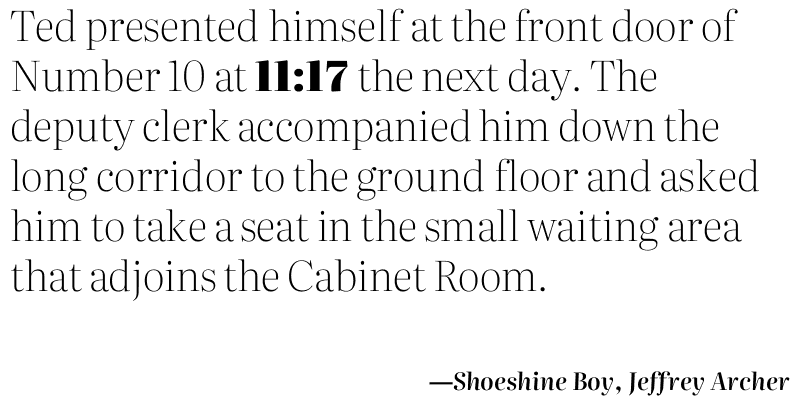 Ted presented himself at the front door of
Number 10 at 11:17 the next day. The
deputy clerk accompanied him down the
long corridor to the ground floor and asked
him to take a seat in the small waiting area
that adjoins the Cabinet Room.
—Shoeshine Boy, Jeffrey Archer